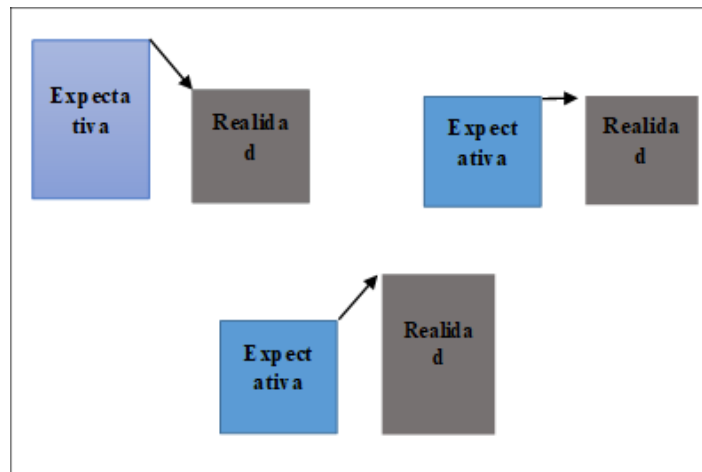 Expecta
tiva
Realida
d
Expect
ativa
Realida
d
Expect
ativa
Realida
d